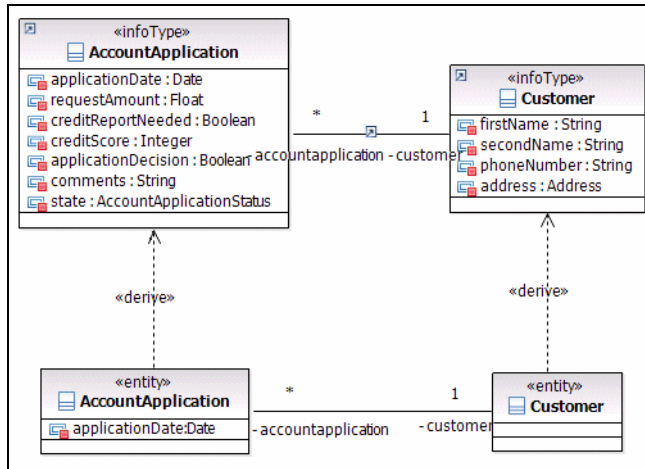 «infoType»
AccountApplication
applicationDate : Date
requestAmount : Float
creditReportNeeded : Boolean
creditScore : Integer
applicationDecision : Boolean
comments : String
state : AccountApplicationStatus
* 1
-accountapplication -customer
«infoType»
Customer
firstName : String
secondName : String
phoneNumber : String
address : Address
«derive»
«derive»
«entity»
AccountApplication
applicationDate:Date
* 1
-accountapplication -customer
«entity»
Customer